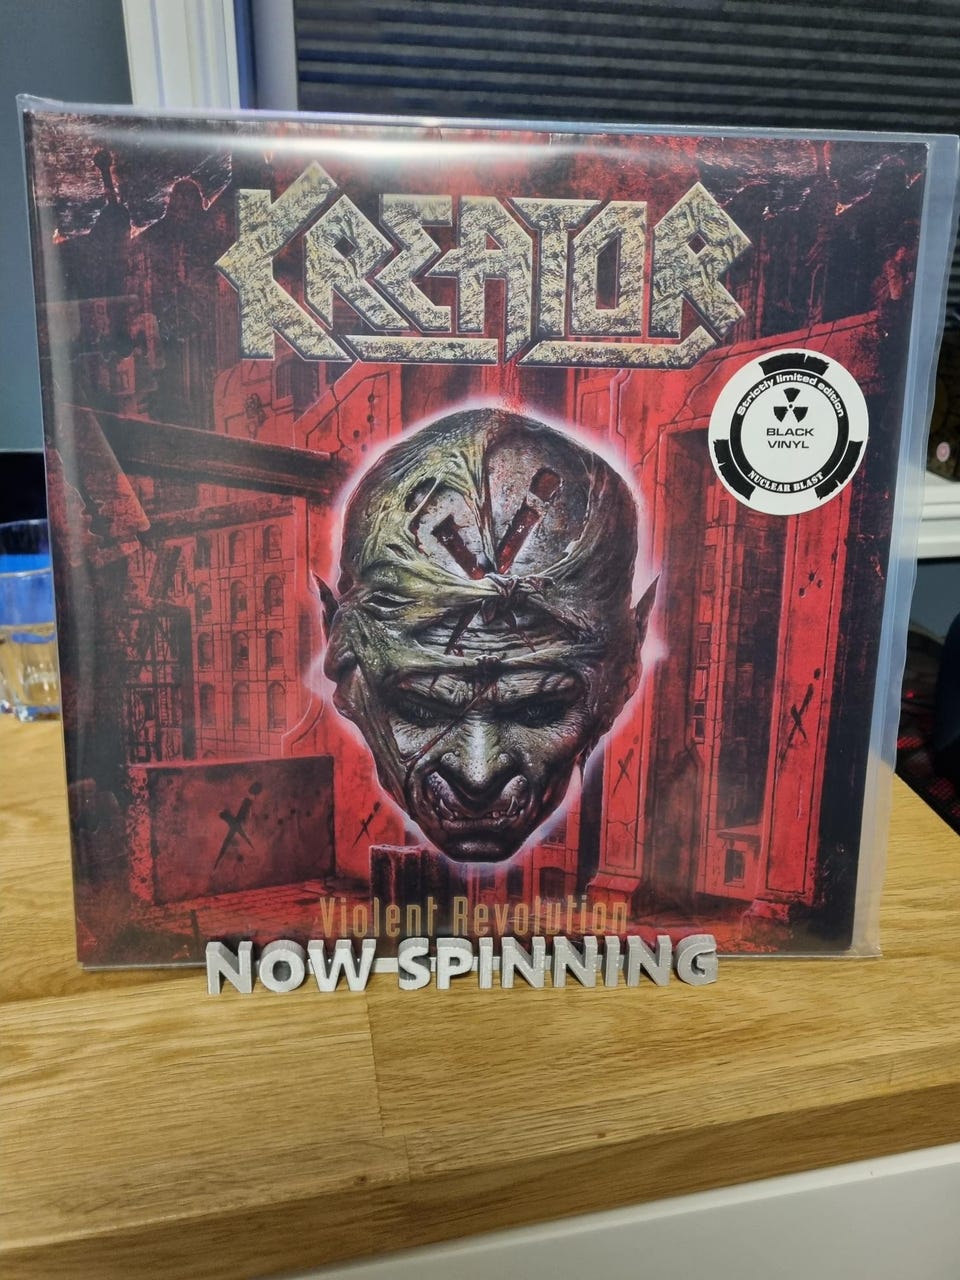 KREATOR
Strictly limited edition
BLACK
VINYL
NUCLEAR BLAST
Violent Revolution
NOW SPINNING